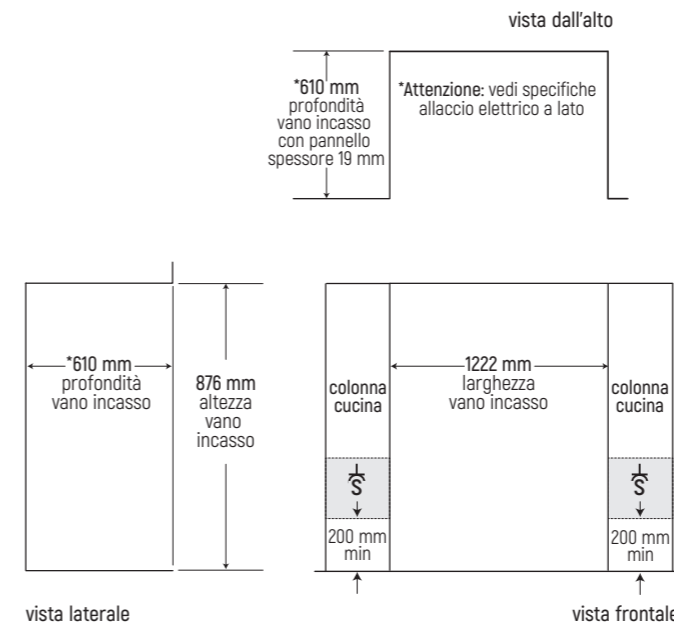 vista dall'alto
*610 mm
profondità
vano incasso
con pannello
spessore 19 mm
*Attenzione: vedi specifiche
allaccio elettrico a lato
*610 mm
profondità
vano incasso
876 mm
altezza
vano
incasso
colonna
cucina
1222 mm
larghezza
vano incasso
colonna
cucina
S
S
200 mm
min
200 mm
min
vista laterale
vista frontale